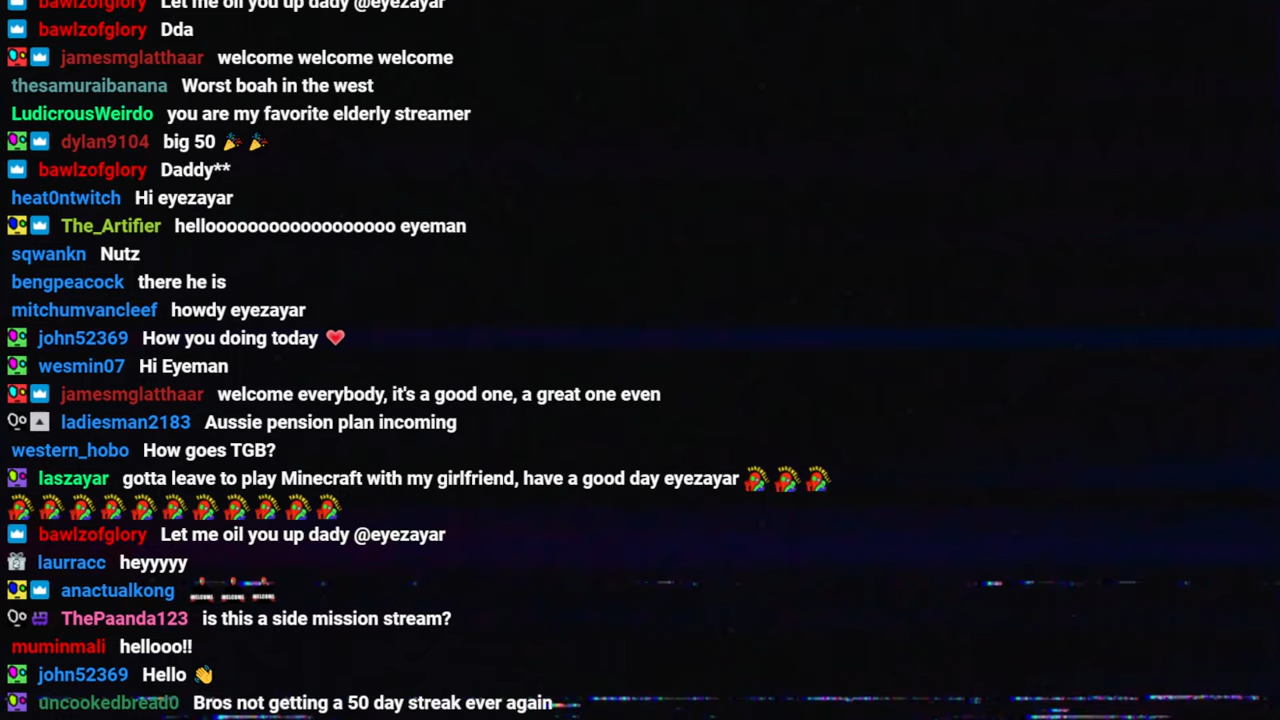 bawlzofglory Let me oil you up dady @eyezayar
bawlzofglory Dda
jamesmglatthaar welcome welcome welcome
thesamuraibanana Worst boah in the west
LudicrousWeirdo you are my favorite elderly streamer
dylan9104 big 50 🎉 🎉
bawlzofglory Daddy**
heat0ntwitch Hi eyezayar
The_Artifier helloooooooooooooooooo eyeman
sqwankn Nutz
bengpeacock there he is
mitchumvancleef howdy eyezayar
john52369 How you doing today ❤️
wesmin07 Hi Eyeman
jamesmglatthaar welcome everybody, it's a good one, a great one even
ladiesman2183 Aussie pension plan incoming
western_hobo How goes TGB?
laszayar gotta leave to play Minecraft with my girlfriend, have a good day eyezayar
bawlzofglory Let me oil you up dady @eyezayar
laurracc heyyyyy
anactualkong WELCOME WELCOME WELCOME
ThePaanda123 is this a side mission stream?
muminmali hellooo!!
john52369 Hello 👋
uncookedbread0 Bros not getting a 50 day streak ever again